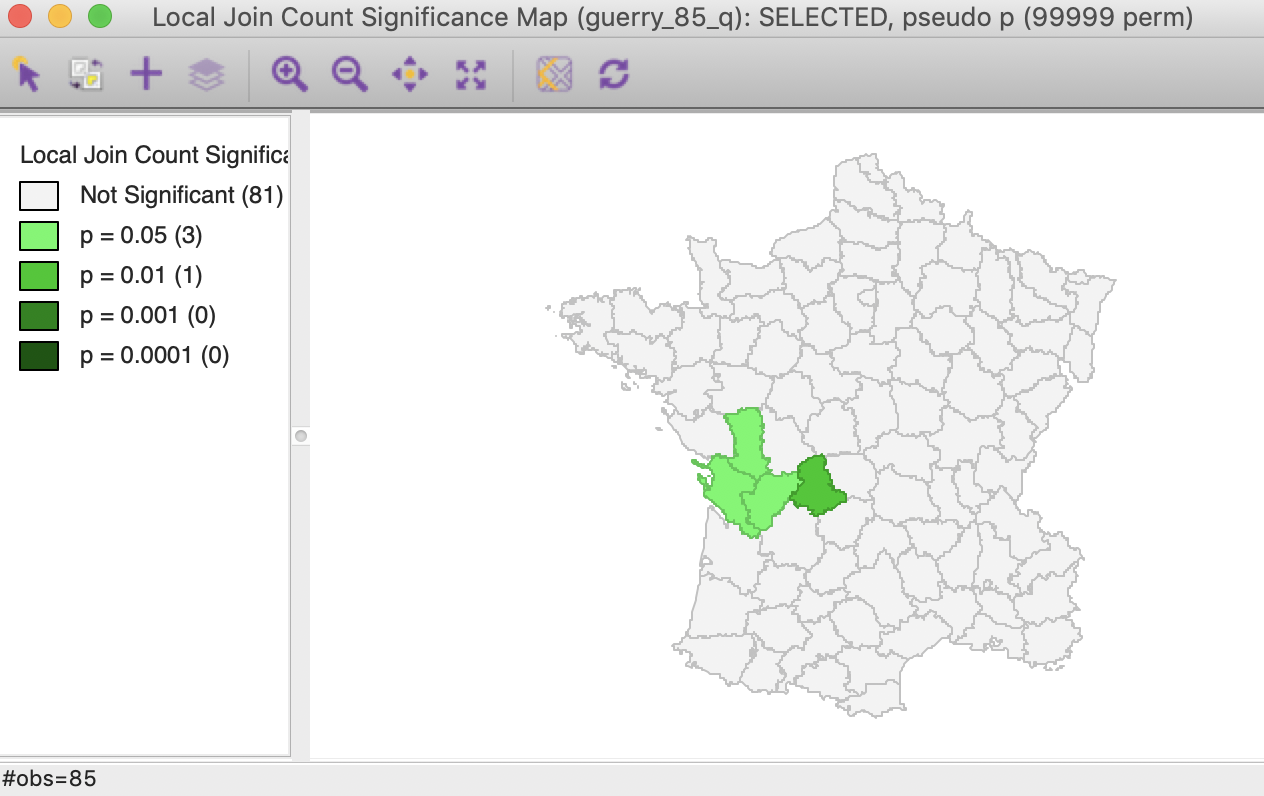 Local Join Count Significance Map (guerry_85_q): SELECTED, pseudo p (99999 perm)
Local Join Count Significa
Not Significant (81)
p = 0.05 (3)
p = 0.01 (1)
p = 0.001 (0)
p = 0.0001 (0)
#obs=85